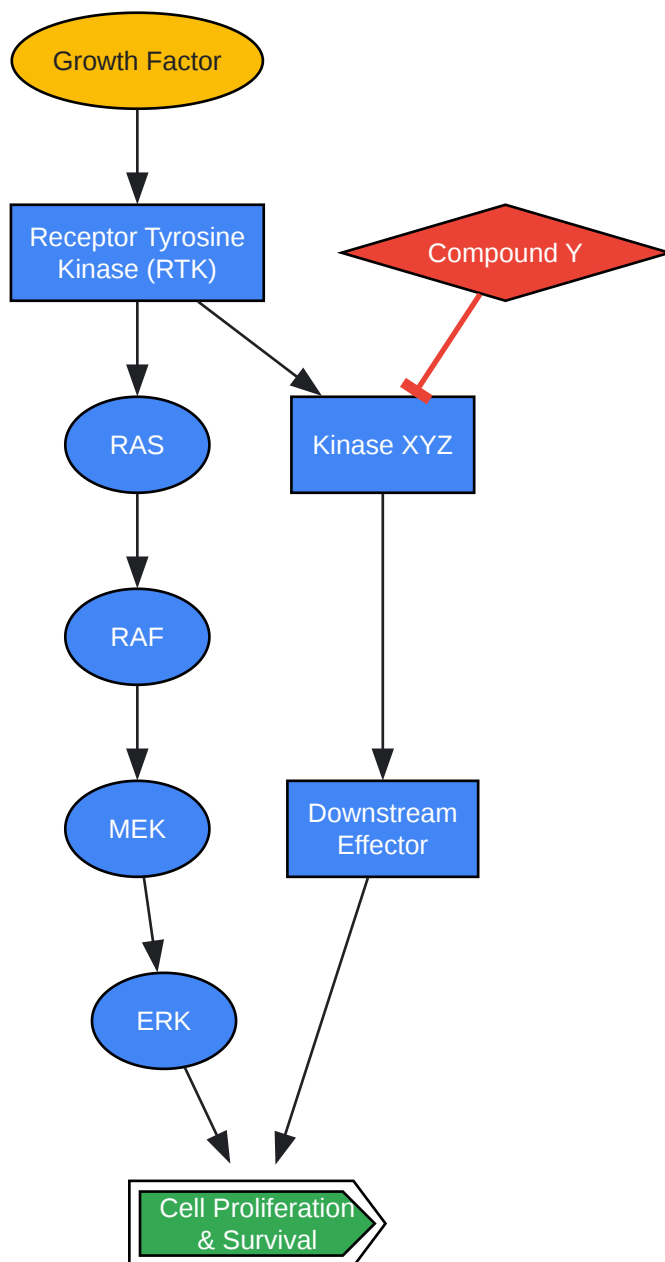 Growth Factor
Receptor Tyrosine
Kinase (RTK)
Compound Y
RAS
Kinase XYZ
RAF
MEK
Downstream
Effector
ERK
Cell Proliferation
& Survival